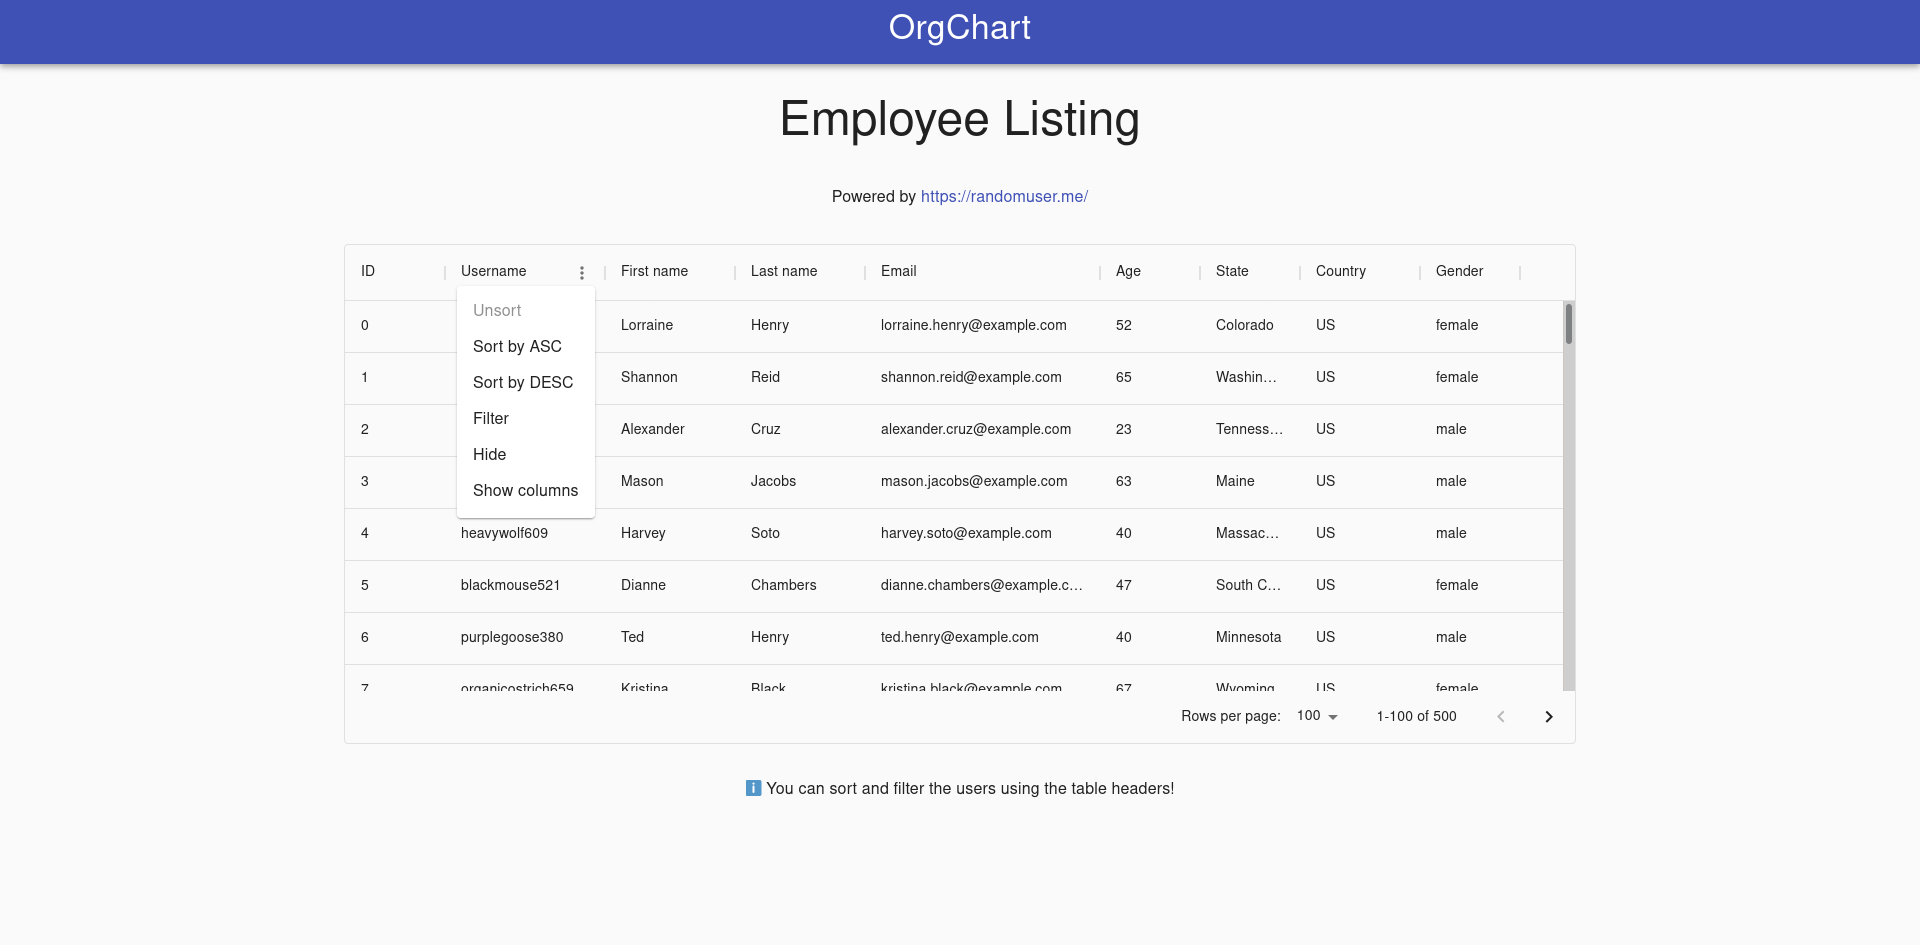 OrgChart
Employee Listing
Powered by https://randomuser.me/
ID Username First name Last name Email Age State Country Gender
Unsort
Sort by ASC
Sort by DESC
Filter
Hide
Show columns
0 Lorraine Henry lorraine.henry@example.com 52 Colorado US female
1 Shannon Reid shannon.reid@example.com 65 Washin... US female
2 Alexander Cruz alexander.cruz@example.com 23 Tenness... US male
3 Mason Jacobs mason.jacobs@example.com 63 Maine US male
4 heavywolf609 Harvey Soto harvey.soto@example.com 40 Massac... US male
5 blackmouse521 Dianne Chambers dianne.chambers@example.c... 47 South C... US female
6 purplegoose380 Ted Henry ted.henry@example.com 40 Minnesota US male
7 organicostrich659 Kristina Black kristina.black@example.com 67 Wyoming US female
Rows per page: 100 1-100 of 500
You can sort and filter the users using the table headers!